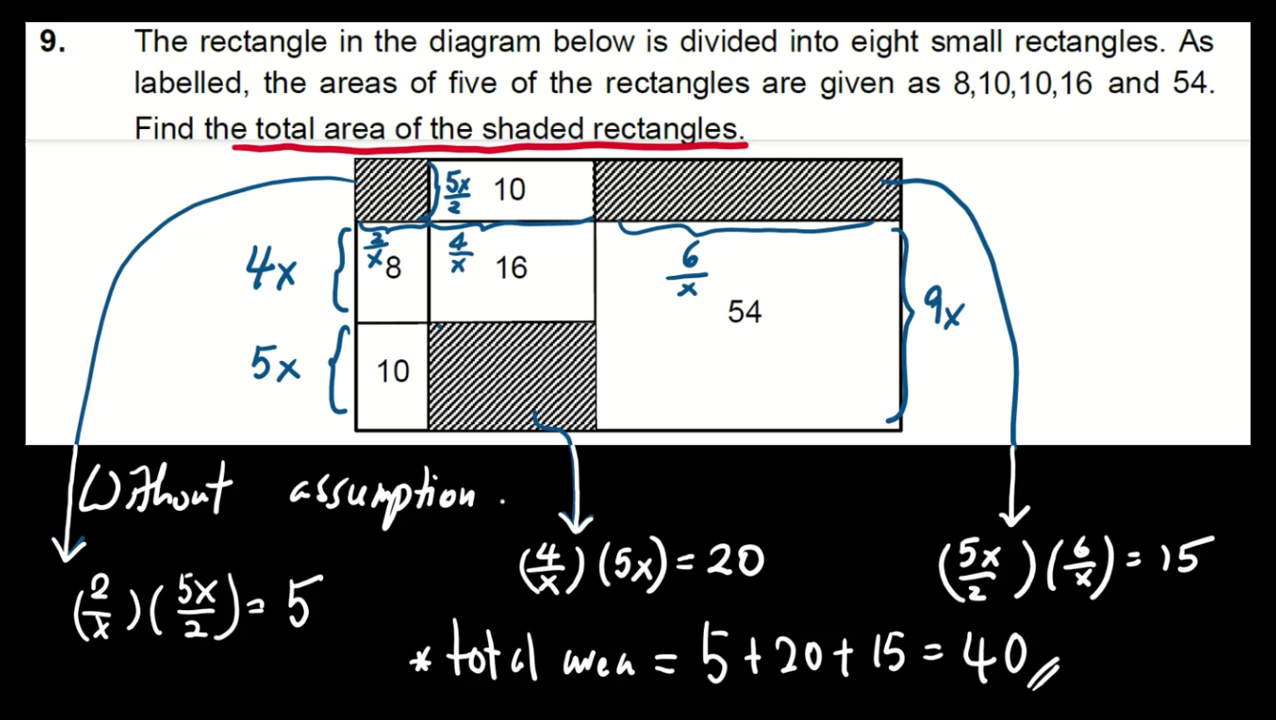 9. The rectangle in the diagram below is divided into eight small rectangles. As
labelled, the areas of five of the rectangles are given as 8,10,10,16 and 54.
Find the total area of the shaded rectangles.
5x/2 10
4x 2/x 8 4/x 16 6/x 54 9x
5x 10
Without assumption.
(2/x)(5x/2) = 5
(4/x)(5x) = 20
(5x/2)(6/x) = 15
* total area = 5 + 20 + 15 = 40 //